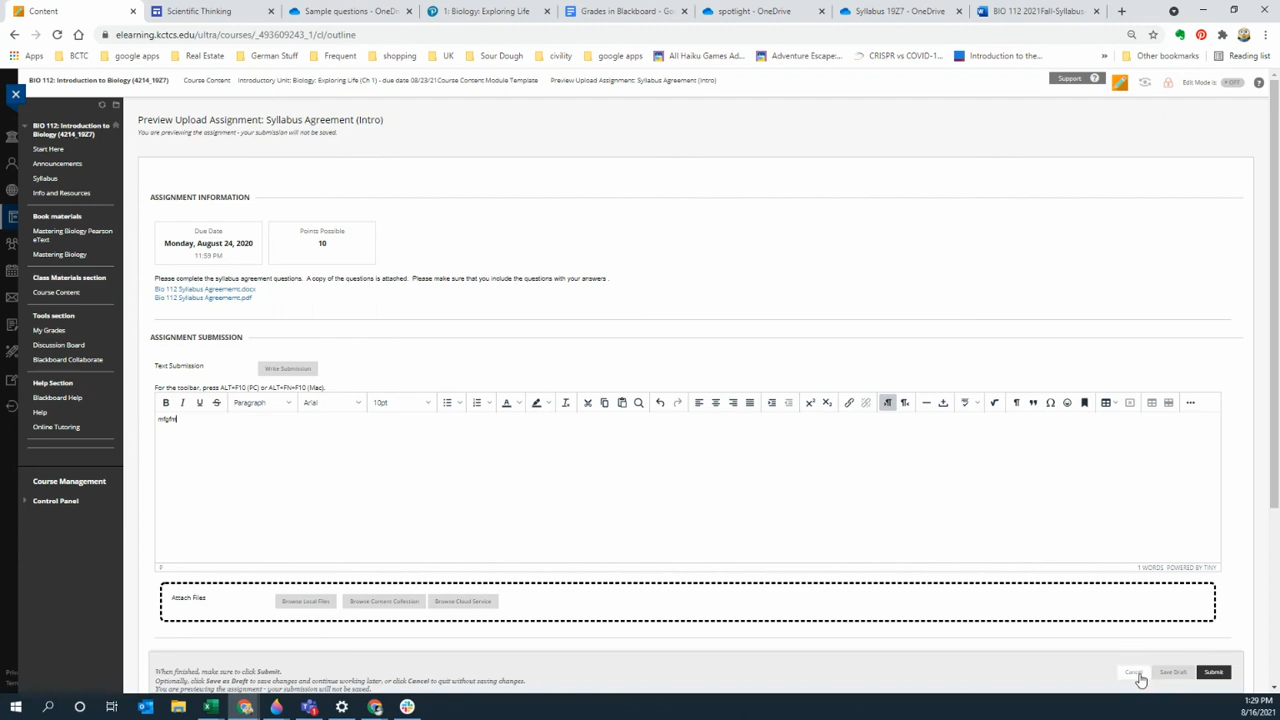 Content
Scientific Thinking
Sample questions - OneDri
1: Biology: Exploring Life
Grades in Blackboard - Goo
spotlight - OneDrive
Syllabus 19Z7 - OneDrive
BIO 112 2021Fall-Syllabus-
elearning.kctcs.edu/ultra/courses/_493609243_1/cl/outline
Apps
BCTC
google apps
Real Estate
German Stuff
Frequent
shopping
UK
Sour Dough
civility
google apps
All Haiku Games Ad...
Adventure Escape:...
CRISPR vs COVID-1...
Introduction to the...
»
Other bookmarks
Reading list
BIO 112: Introduction to Biology (4214_19Z7)
Course Content
Introductory Unit: Biology: Exploring Life (Ch 1) - due date 08/23/21Course Content Module Template
Preview Upload Assignment: Syllabus Agreement (Intro)
Support ?
Edit Mode is: OFF
?
BIO 112: Introduction to
Biology (4214_19Z7)
Start Here
Announcements
Syllabus
Info and Resources
Book materials
Mastering Biology Pearson
eText
Mastering Biology
Class Materials section
Course Content
Tools section
My Grades
Discussion Board
Blackboard Collaborate
Help Section
Blackboard Help
Help
Online Tutoring
Course Management
Control Panel
Priv
Term
Preview Upload Assignment: Syllabus Agreement (Intro)
You are previewing the assignment - your submission will not be saved.
ASSIGNMENT INFORMATION
Due Date
Monday, August 24, 2020
11:59 PM
Points Possible
10
Please complete the syllabus agreement questions. A copy of the questions is attached. Please make sure that you include the questions with your answers .
Bio 112 Syllabus Agreememt.docx
Bio 112 Syllabus Agreememt.pdf
ASSIGNMENT SUBMISSION
Text Submission
Write Submission
For the toolbar, press ALT+F10 (PC) or ALT+FN+F10 (Mac).
B I U S Paragraph Arial 10pt
P
1 WORDS POWERED BY TINY
Attach Files
Browse Local Files
Browse Content Collection
Browse Cloud Service
When finished, make sure to click Submit.
Optionally, click Save as Draft to save changes and continue working later, or click Cancel to quit without saving changes.
You are previewing the assignment - your submission will not be saved.
Save Draft
Submit
1:29 PM
8/16/2021